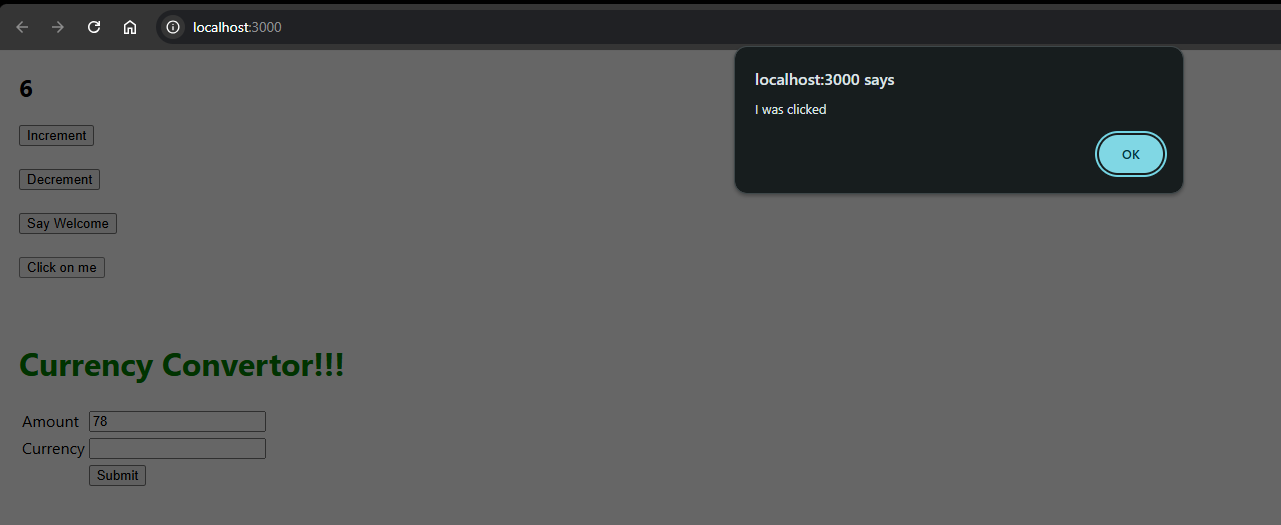 localhost:3000
localhost:3000 says
I was clicked
OK
6
Increment
Decrement
Say Welcome
Click on me
Currency Convertor!!!
Amount 78
Currency
Submit